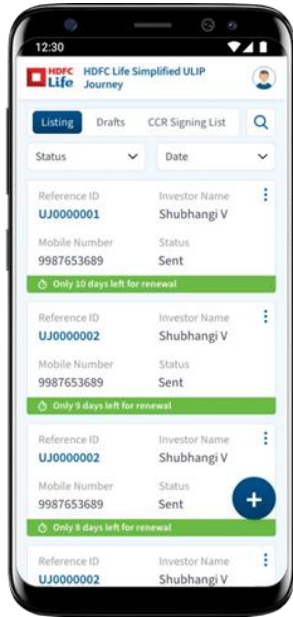 12:30
HDFC Life
HDFC Life Simplified ULIP
Journey
Listing Drafts CCR Signing List
Status Date
Reference ID Investor Name
UJ0000001 Shubhangi V
Mobile Number Status
9987653689 Sent
Only 10 days left for renewal
Reference ID Investor Name
UJ0000002 Shubhangi V
Mobile Number Status
9987653689 Sent
Only 9 days left for renewal
Reference ID Investor Name
UJ0000002 Shubhangi V
Mobile Number Status
9987653689 Sent
+
Only 8 days left for renewal
Reference ID Investor Name
UJ0000002 Shubhangi V